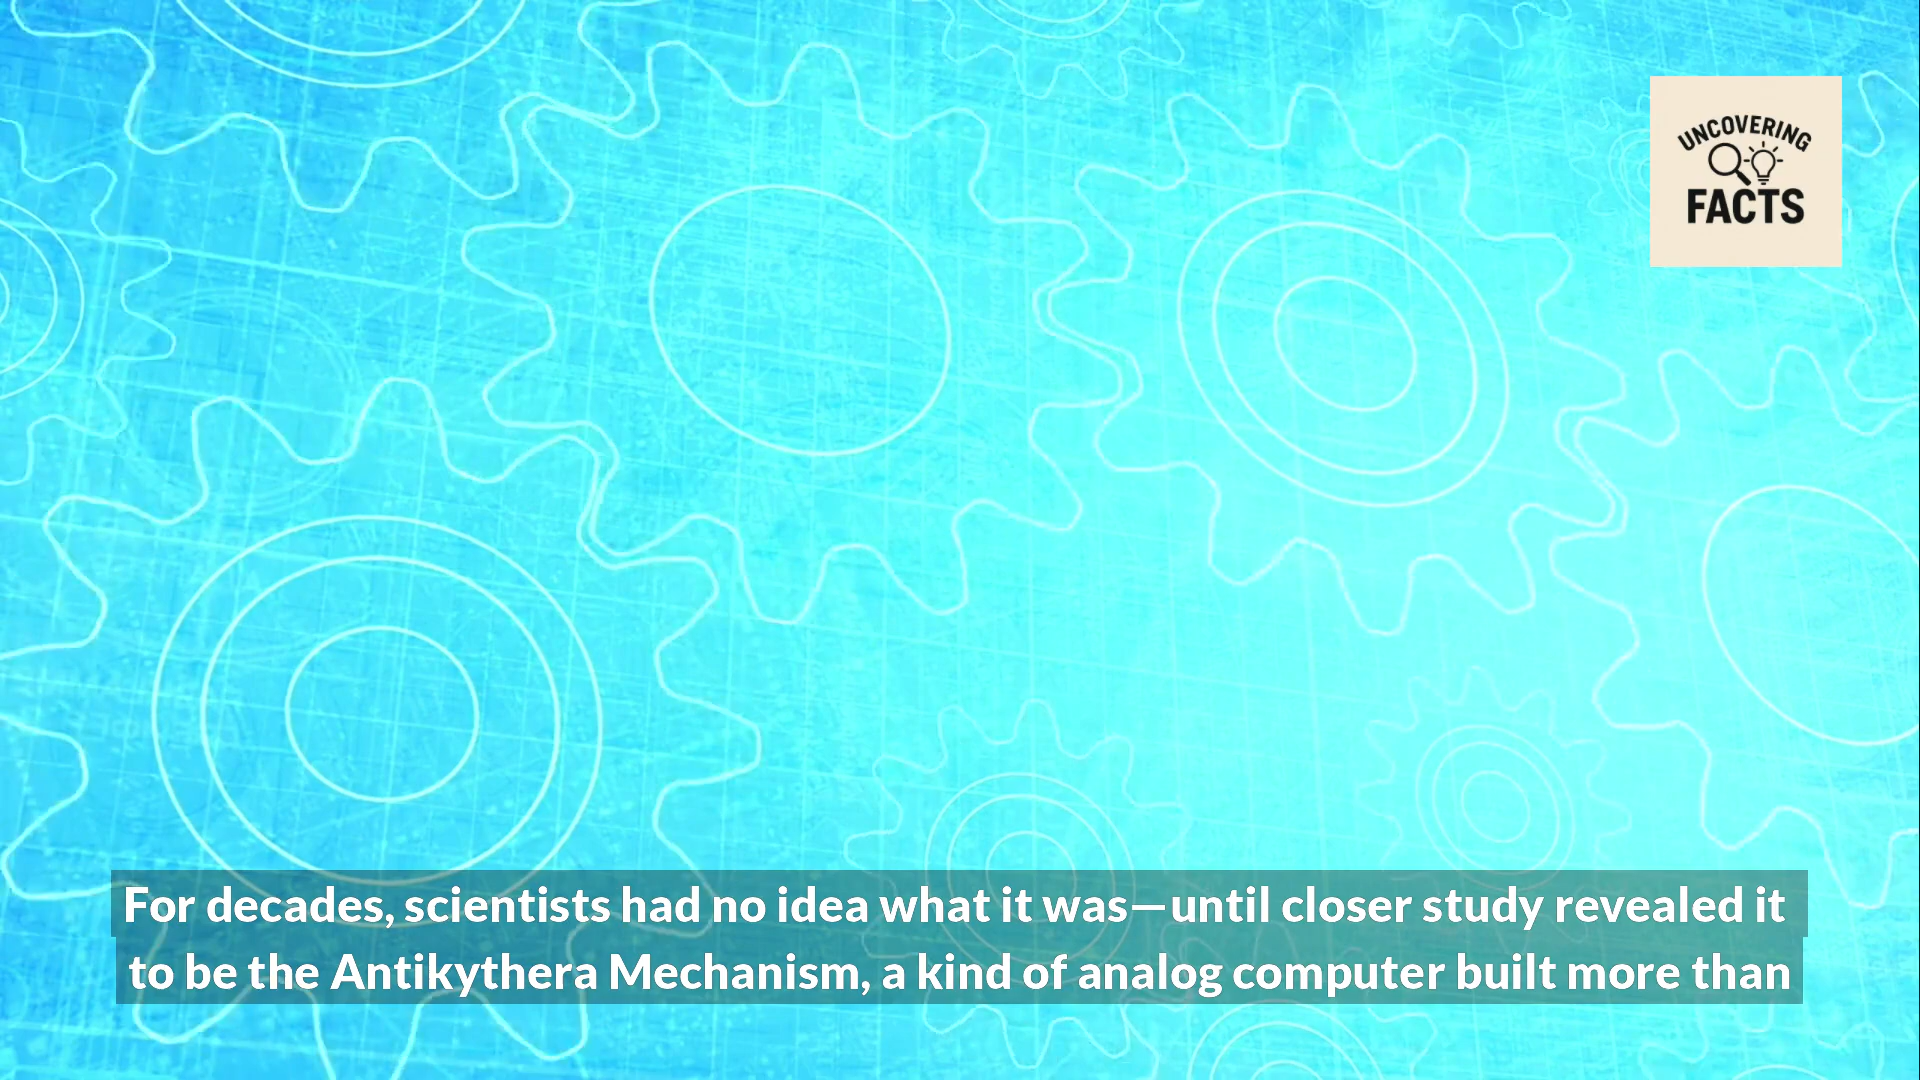 UNCOVERING
FACTS
For decades, scientists had no idea what it was—until closer study revealed it
to be the Antikythera Mechanism, a kind of analog computer built more than